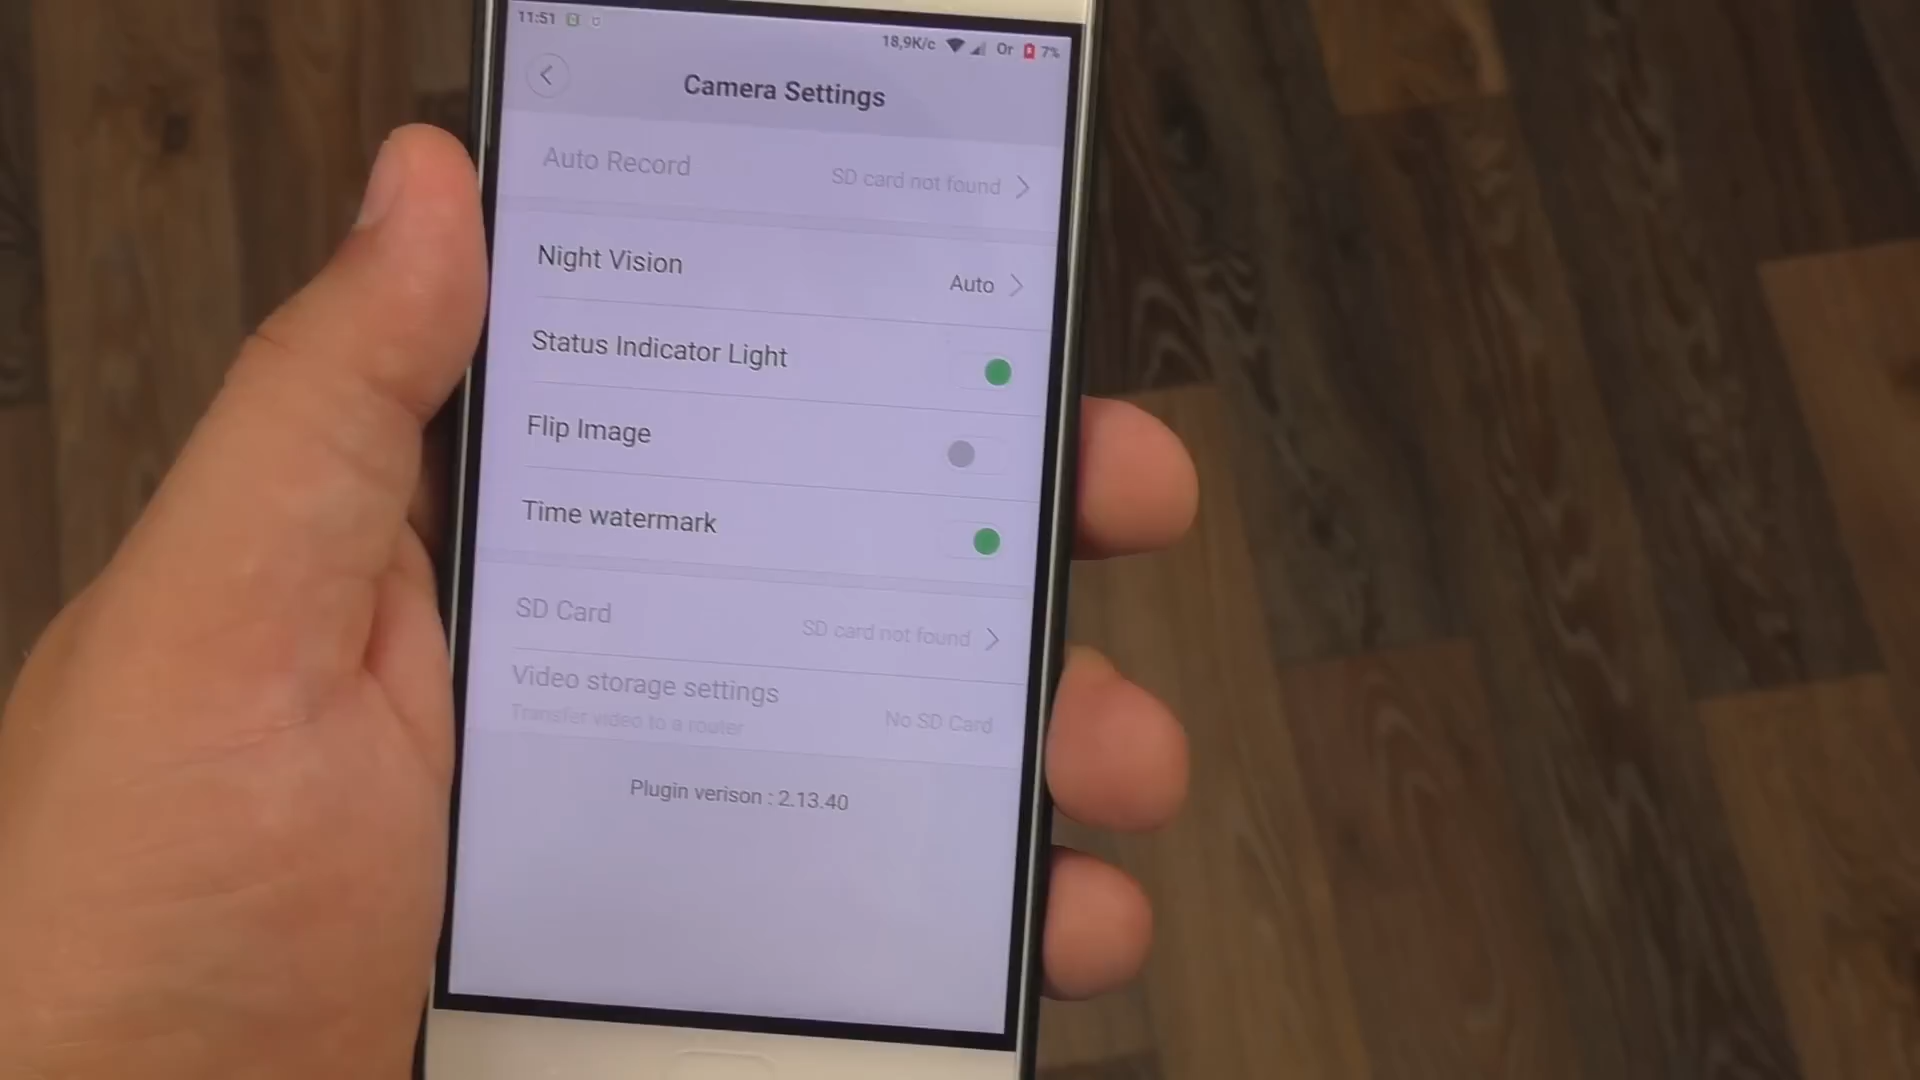 11:51
18,9K/c Or 7%
Camera Settings
Auto Record SD card not found
Night Vision Auto
Status Indicator Light
Flip Image
Time watermark
SD Card SD card not found
Video storage settings
Transfer video to a router No SD Card
Plugin verison : 2.13.40